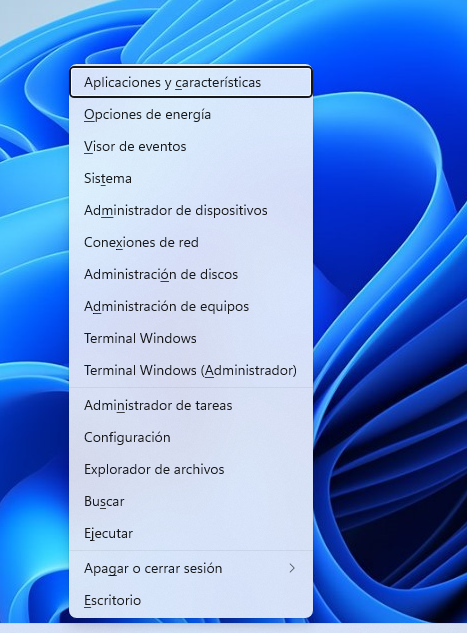 Aplicaciones y características
Opciones de energía
Visor de eventos
Sistema
Administrador de dispositivos
Conexiones de red
Administración de discos
Administración de equipos
Terminal Windows
Terminal Windows (Administrador)
Administrador de tareas
Configuración
Explorador de archivos
Buscar
Ejecutar
Apagar o cerrar sesión
Escritorio